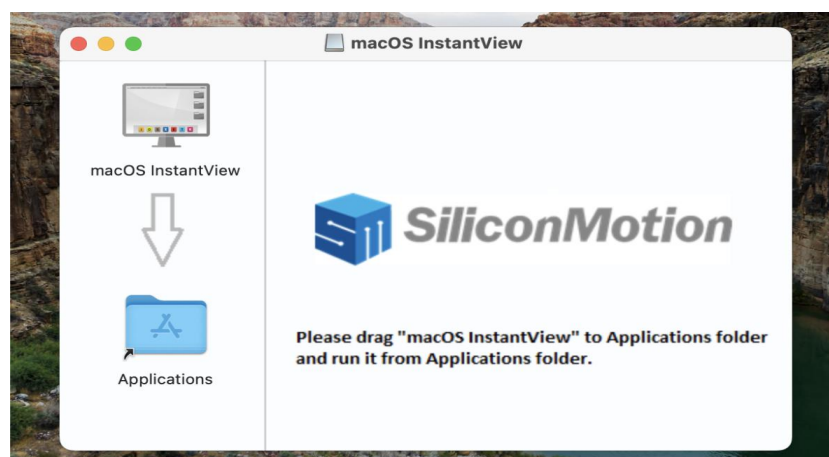 macOS InstantView
macOS InstantView
Applications
SiliconMotion
Please drag "macOS InstantView" to Applications folder
and run it from Applications folder.